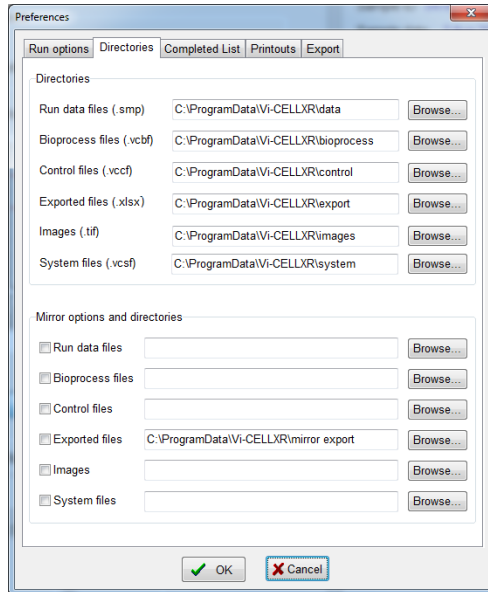 Preferences
Run options Directories Completed List Printouts Export
Directories
Run data files (.smp) C:\ProgramData\Vi-CELLXR\data Browse...
Bioprocess files (.vcbf) C:\ProgramData\Vi-CELLXR\bioprocess Browse...
Control files (.vccf) C:\ProgramData\Vi-CELLXR\control Browse...
Exported files (.xlsx) C:\ProgramData\Vi-CELLXR\export Browse...
Images (.tif) C:\ProgramData\Vi-CELLXR\images Browse...
System files (.vcsf) C:\ProgramData\Vi-CELLXR\system Browse...
Mirror options and directories
Run data files Browse...
Bioprocess files Browse...
Control files Browse...
Exported files C:\ProgramData\Vi-CELLXR\mirror export Browse...
Images Browse...
System files Browse...
OK Cancel